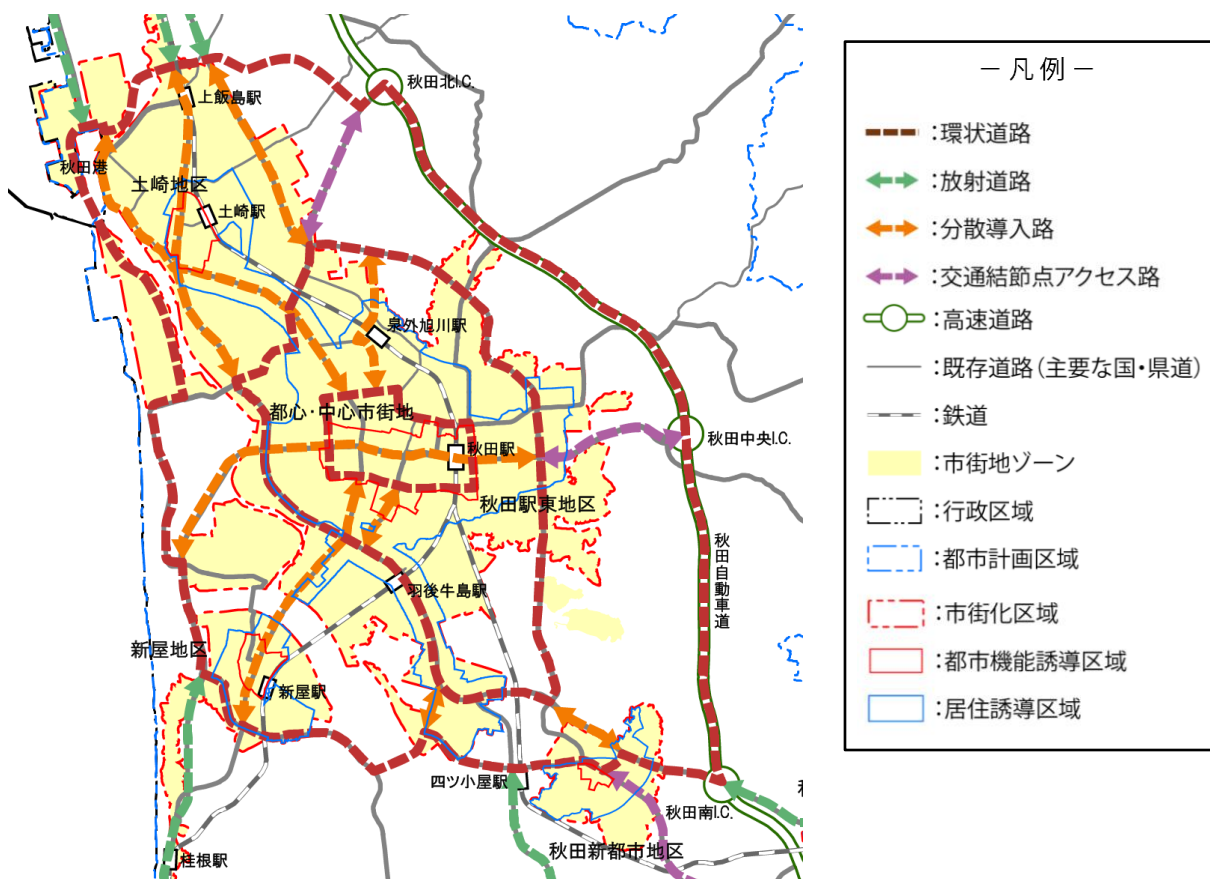 秋田北I.C.
上飯島駅
秋田港
土崎地区
土崎駅
泉外旭川駅
都心・中心市街地
秋田駅
秋田中央I.C.
秋田駅東地区
秋田自動車道
羽後牛島駅
新屋地区
新屋駅
四ツ小屋駅
秋田南I.C.
秋田新都市地区
桂根駅
－凡例－
：環状道路
：放射道路
：分散導入路
：交通結節点アクセス路
：高速道路
：既存道路（主要な国・県道）
：鉄道
：市街地ゾーン
：行政区域
：都市計画区域
：市街化区域
：都市機能誘導区域
：居住誘導区域